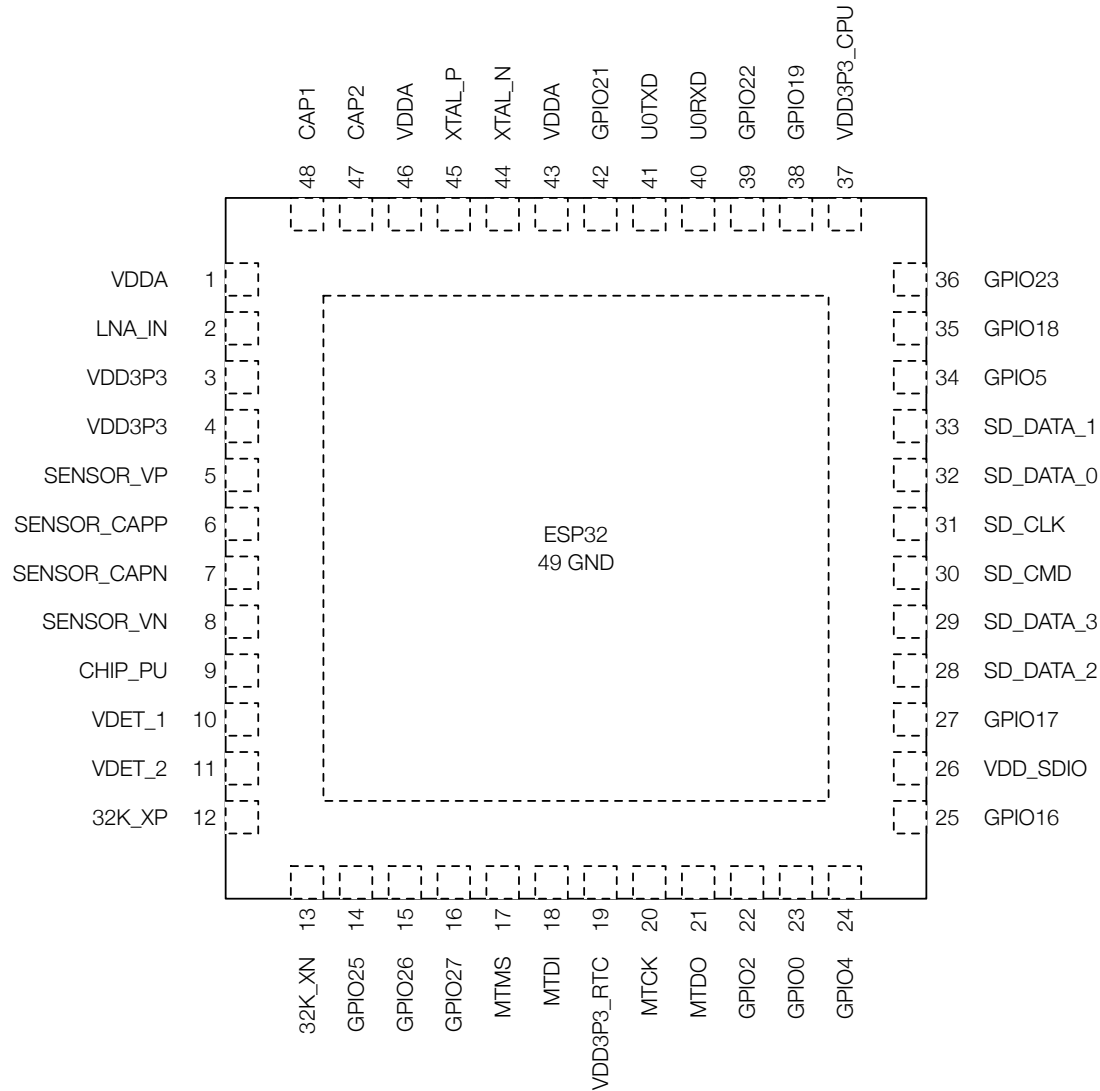 CAP1
CAP2
VDDA
XTAL_P
XTAL_N
VDDA
GPIO21
U0TXD
U0RXD
GPIO22
GPIO19
VDD3P3_CPU
48
47
46
45
44
43
42
41
40
39
38
37
VDDA 1
LNA_IN 2
VDD3P3 3
VDD3P3 4
SENSOR_VP 5
SENSOR_CAPP 6
SENSOR_CAPN 7
SENSOR_VN 8
CHIP_PU 9
VDET_1 10
VDET_2 11
32K_XP 12
ESP32
49 GND
36 GPIO23
35 GPIO18
34 GPIO5
33 SD_DATA_1
32 SD_DATA_0
31 SD_CLK
30 SD_CMD
29 SD_DATA_3
28 SD_DATA_2
27 GPIO17
26 VDD_SDIO
25 GPIO16
13
14
15
16
17
18
19
20
21
22
23
24
32K_XN
GPIO25
GPIO26
GPIO27
MTMS
MTDI
VDD3P3_RTC
MTCK
MTDO
GPIO2
GPIO0
GPIO4